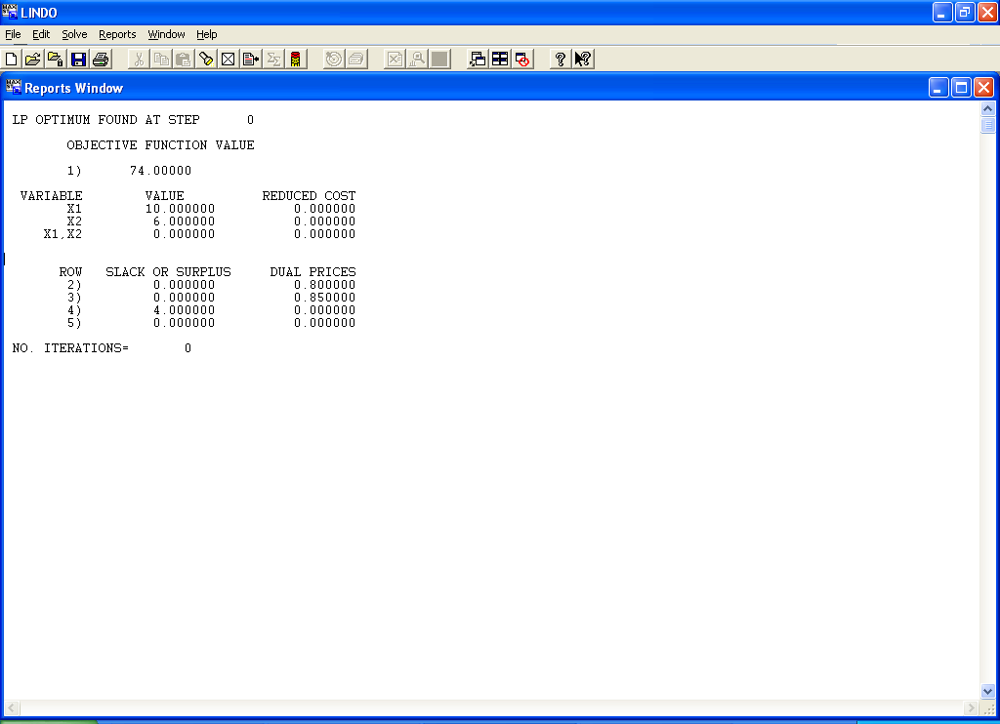 LINDO
File Edit Solve Reports Window Help
Reports Window
LP OPTIMUM FOUND AT STEP 0
OBJECTIVE FUNCTION VALUE
1) 74.00000
VARIABLE VALUE REDUCED COST
X1 10.000000 0.000000
X2 6.000000 0.000000
X1,X2 0.000000 0.000000
ROW SLACK OR SURPLUS DUAL PRICES
2) 0.000000 0.800000
3) 0.000000 0.850000
4) 4.000000 0.000000
5) 0.000000 0.000000
NO. ITERATIONS= 0